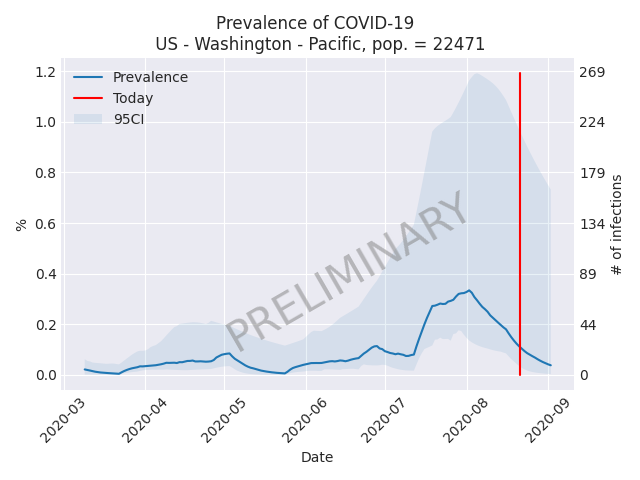 Prevalence of COVID-19
US - Washington - Pacific, pop. = 22471
Prevalence
Today
95CI
1.2
1.0
0.8
0.6
0.4
0.2
0.0
%
269
224
179
134
89
44
0
# of infections
PRELIMINARY
2020-03
2020-04
2020-05
2020-06
2020-07
2020-08
2020-09
Date